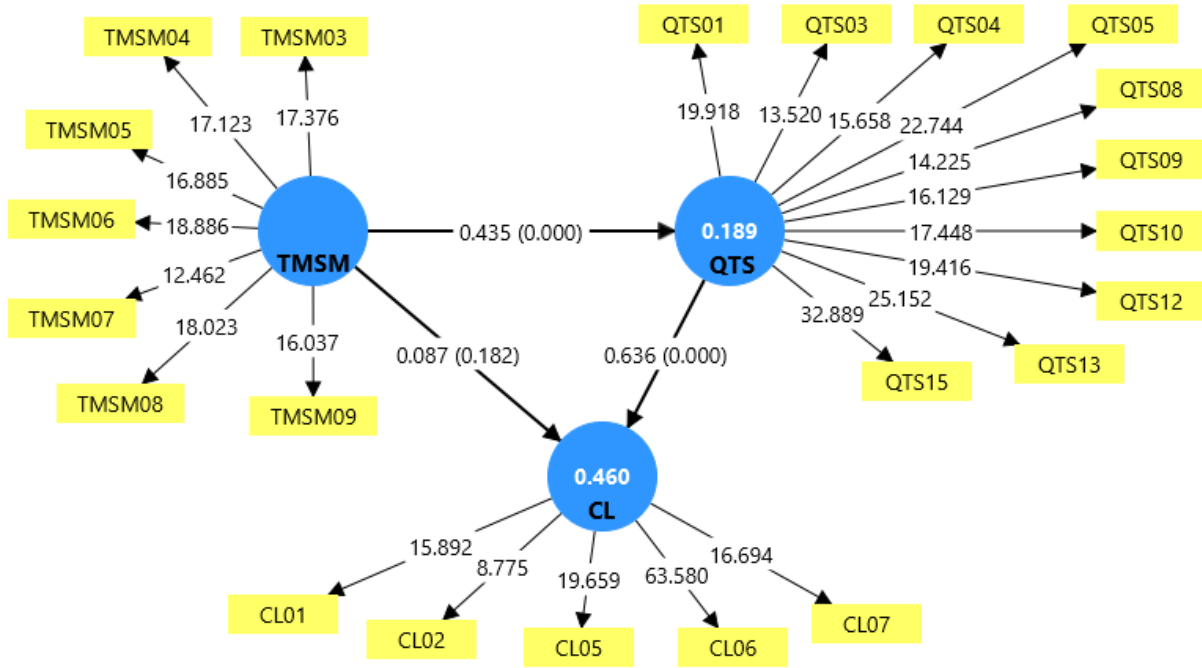 TMSM04
TMSM03
QTS01
QTS03
QTS04
QTS05
TMSM05
17.123
17.376
19.918
13.520
15.658
22.744
QTS08
14.225
QTS09
16.885
16.129
TMSM06
18.886
0.435 (0.000)
0.189
17.448
QTS10
TMSM
QTS
12.462
19.416
QTS12
TMSM07
25.152
18.023
16.037
32.889
0.087 (0.182)
0.636 (0.000)
QTS13
QTS15
TMSM08
TMSM09
0.460
CL
15.892
8.775
19.659
63.580
16.694
CL01
CL02
CL05
CL06
CL07